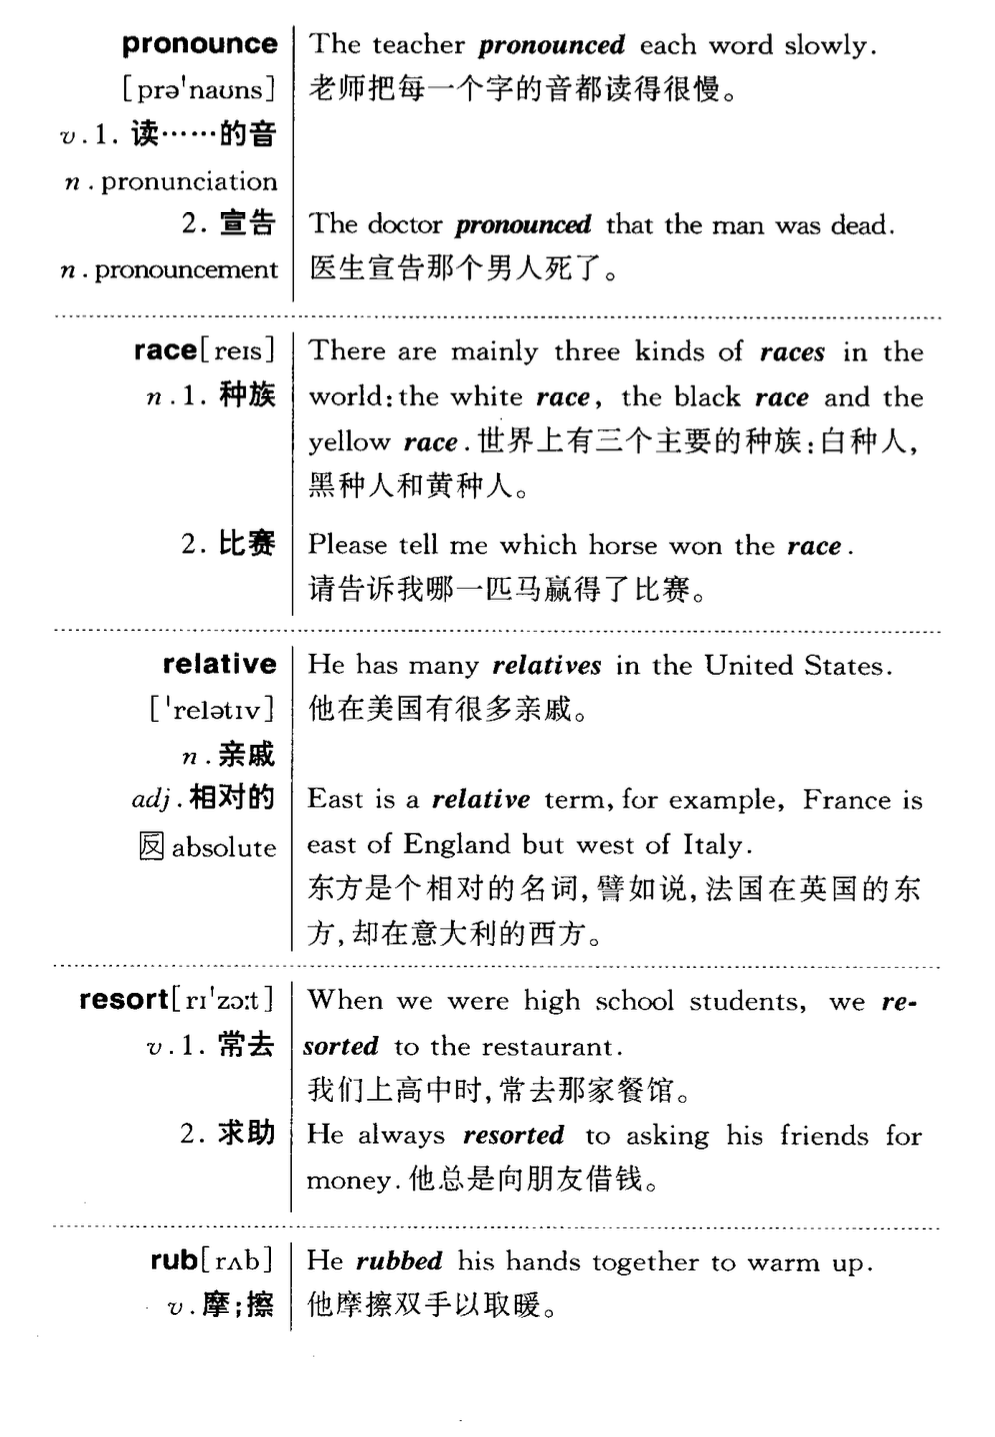 pronounce The teacher pronounced each word slowly.
[prəˈnaʊns] 老师把每一个字的音都读得很慢。
v.1. 读……的音
n. pronunciation
2. 宣告 The doctor pronounced that the man was dead.
n. pronouncement 医生宣告那个男人死了。
race[reɪs] There are mainly three kinds of races in the
n.1. 种族 world: the white race, the black race and the
yellow race. 世界上有三个主要的种族:白种人,
黑种人和黄种人。
2. 比赛 Please tell me which horse won the race.
请告诉我哪一匹马赢得了比赛。
relative He has many relatives in the United States.
[ˈrelətɪv] 他在美国有很多亲戚。
n. 亲戚
adj. 相对的 East is a relative term, for example, France is
反 absolute east of England but west of Italy.
东方是个相对的名词,譬如说,法国在英国的东
方,却在意大利的西方。
resort[rɪˈzɔːt] When we were high school students, we re-
v.1. 常去 sorted to the restaurant.
我们上高中时,常去那家餐馆。
2. 求助 He always resorted to asking his friends for
money. 他总是向朋友借钱。
rub[rʌb] He rubbed his hands together to warm up.
v. 摩;擦 他摩擦双手以取暖。